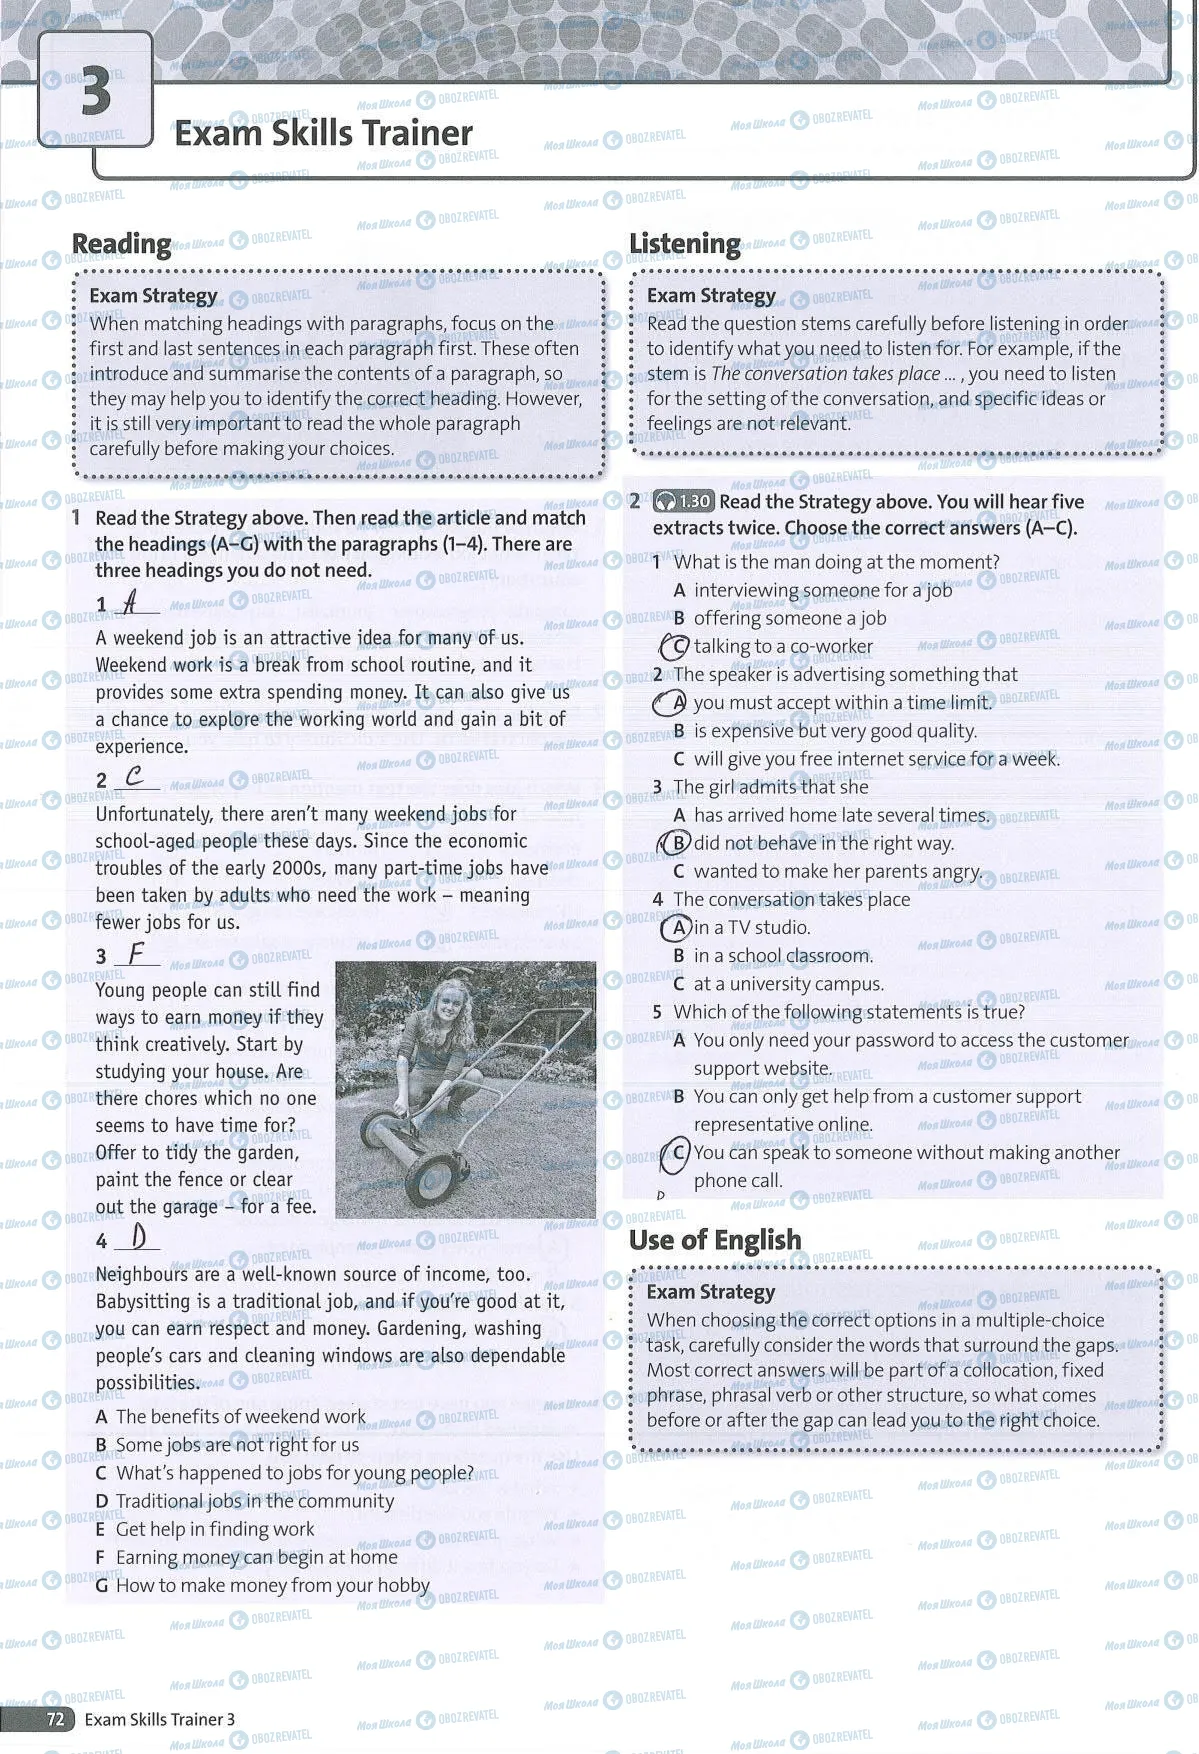 3
Exam Skills Trainer
Reading
Exam Strategy
When matching headings with paragraphs, focus on the
first and last sentences in each paragraph first. These often
introduce and summarise the contents of a paragraph, so
they may help you to identify the correct heading. However,
it is still very important to read the whole paragraph
carefully before making your choices.
1 Read the Strategy above. Then read the article and match
the headings (A–G) with the paragraphs (1–4). There are
three headings you do not need.
1 A
A weekend job is an attractive idea for many of us.
Weekend work is a break from school routine, and it
provides some extra spending money. It can also give us
a chance to explore the working world and gain a bit of
experience.
2 C
Unfortunately, there aren't many weekend jobs for
school-aged people these days. Since the economic
troubles of the early 2000s, many part-time jobs have
been taken by adults who need the work – meaning
fewer jobs for us.
3 F
Young people can still find
ways to earn money if they
think creatively. Start by
studying your house. Are
there chores which no one
seems to have time for?
Offer to tidy the garden,
paint the fence or clear
out the garage – for a fee.
4 D
Neighbours are a well-known source of income, too.
Babysitting is a traditional job, and if you're good at it,
you can earn respect and money. Gardening, washing
people's cars and cleaning windows are also dependable
possibilities.
A The benefits of weekend work
B Some jobs are not right for us
C What's happened to jobs for young people?
D Traditional jobs in the community
E Get help in finding work
F Earning money can begin at home
G How to make money from your hobby
Listening
Exam Strategy
Read the question stems carefully before listening in order
to identify what you need to listen for. For example, if the
stem is The conversation takes place ... , you need to listen
for the setting of the conversation, and specific ideas or
feelings are not relevant.
2 1.30 Read the Strategy above. You will hear five
extracts twice. Choose the correct answers (A–C).
1 What is the man doing at the moment?
A interviewing someone for a job
B offering someone a job
C talking to a co-worker
2 The speaker is advertising something that
A you must accept within a time limit.
B is expensive but very good quality.
C will give you free internet service for a week.
3 The girl admits that she
A has arrived home late several times.
B did not behave in the right way.
C wanted to make her parents angry.
4 The conversation takes place
A in a TV studio.
B in a school classroom.
C at a university campus.
5 Which of the following statements is true?
A You only need your password to access the customer
support website.
B You can only get help from a customer support
representative online.
C You can speak to someone without making another
phone call.
Use of English
Exam Strategy
When choosing the correct options in a multiple-choice
task, carefully consider the words that surround the gaps.
Most correct answers will be part of a collocation, fixed
phrase, phrasal verb or other structure, so what comes
before or after the gap can lead you to the right choice.
72 Exam Skills Trainer 3
Моя Школа OBOZREVATEL